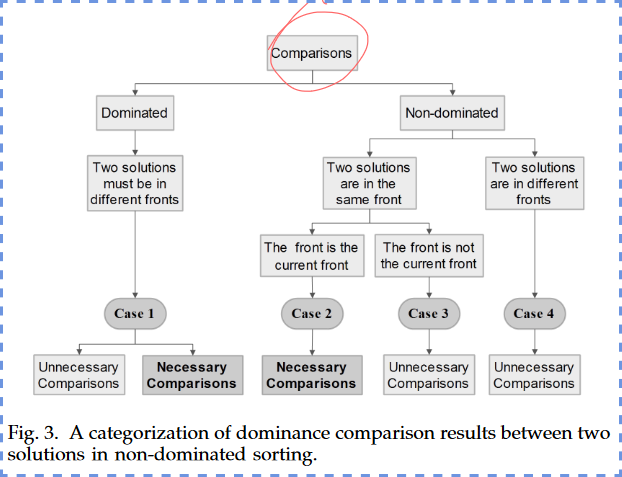 Comparisons
Dominated
Non-dominated
Two solutions
must be in
different fronts
Two solutions
are in the
same front
Two solutions
are in different
fronts
The front is the
current front
The front is not
the current front
Case 1
Case 2
Case 3
Case 4
Unnecessary
Comparisons
Necessary
Comparisons
Necessary
Comparisons
Unnecessary
Comparisons
Unnecessary
Comparisons
Fig. 3. A categorization of dominance comparison results between two
solutions in non-dominated sorting.